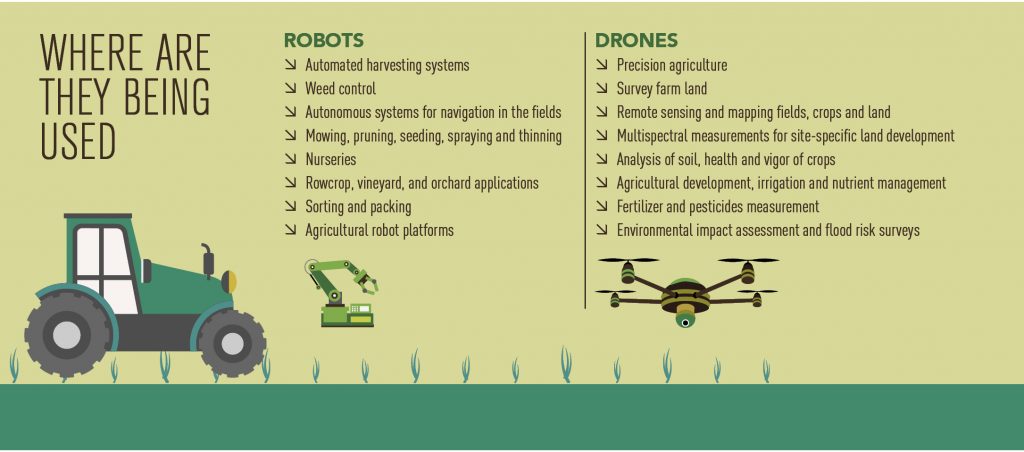 WHERE ARE
THEY BEING
USED
ROBOTS
Automated harvesting systems
Weed control
Autonomous systems for navigation in the fields
Mowing, pruning, seeding, spraying and thinning
Nurseries
Rowcrop, vineyard, and orchard applications
Sorting and packing
Agricultural robot platforms
DRONES
Precision agriculture
Survey farm land
Remote sensing and mapping fields, crops and land
Multispectral measurements for site-specific land development
Analysis of soil, health and vigor of crops
Agricultural development, irrigation and nutrient management
Fertilizer and pesticides measurement
Environmental impact assessment and flood risk surveys